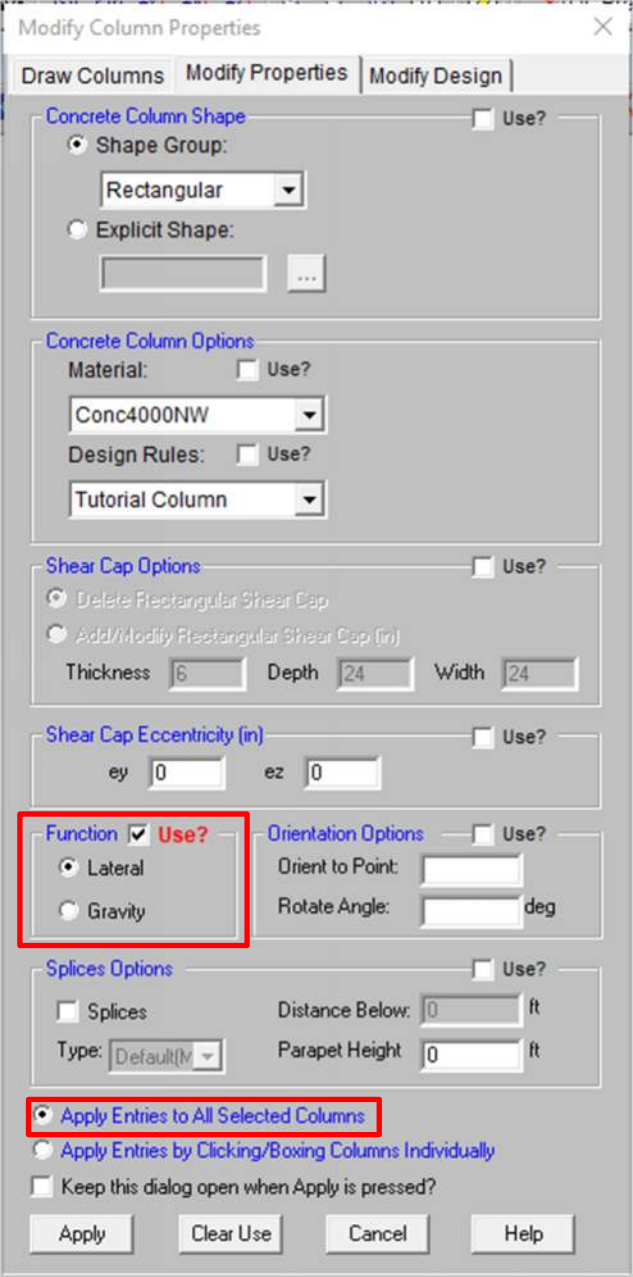 Modify Column Properties
Draw Columns Modify Properties Modify Design
Concrete Column Shape Use?
Shape Group:
Rectangular
Explicit Shape:
...
Concrete Column Options
Material: Use?
Conc4000NW
Design Rules: Use?
Tutorial Column
Shear Cap Options Use?
Delete Rectangular Shear Cap
Add/Modify Rectangular Shear Cap (in)
Thickness 6 Depth 24 Width 24
Shear Cap Eccentricity (in) Use?
ey 0 ez 0
Function Use? Orientation Options Use?
Lateral Orient to Point:
Gravity Rotate Angle: deg
Splices Options Use?
Splices Distance Below: 0 ft
Type: Default(M Parapet Height 0 ft
Apply Entries to All Selected Columns
Apply Entries by Clicking/Boxing Columns Individually
Keep this dialog open when Apply is pressed?
Apply Clear Use Cancel Help